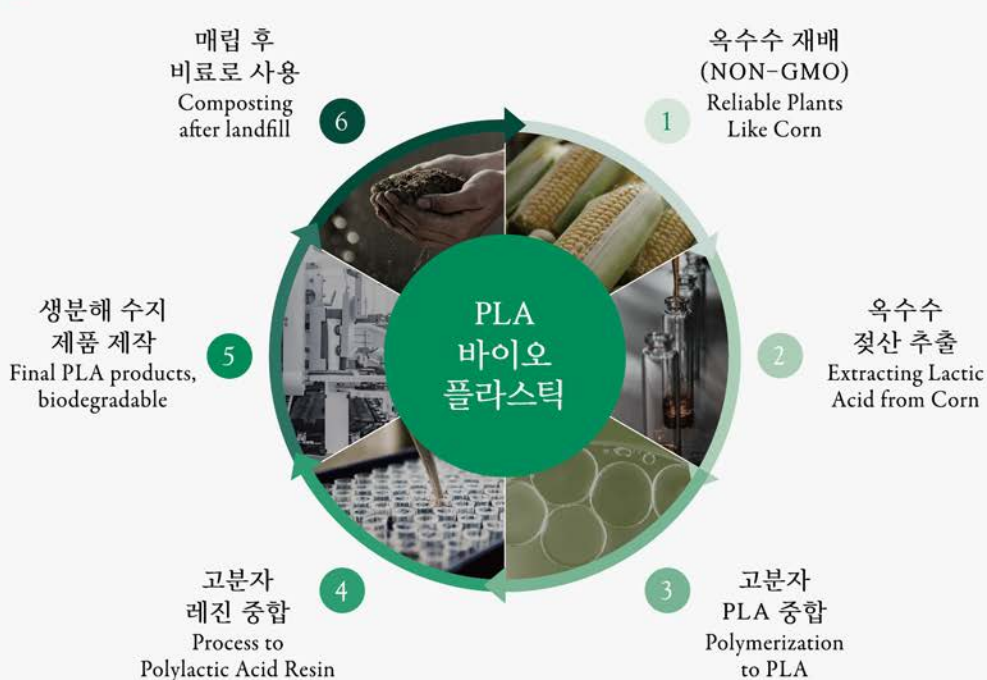 PLA
바이오
플라스틱
1
옥수수 재배
(NON-GMO)
Reliable Plants
Like Corn
2
옥수수
젖산 추출
Extracting Lactic
Acid from Corn
3
고분자
PLA 중합
Polymerization
to PLA
4
고분자
레진 중합
Process to
Polylactic Acid Resin
5
생분해 수지
제품 제작
Final PLA products,
biodegradable
6
매립 후
비료로 사용
Composting
after landfill